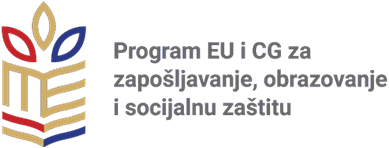 Program EU i CG za
zapošljavanje, obrazovanje
i socijalnu zaštitu